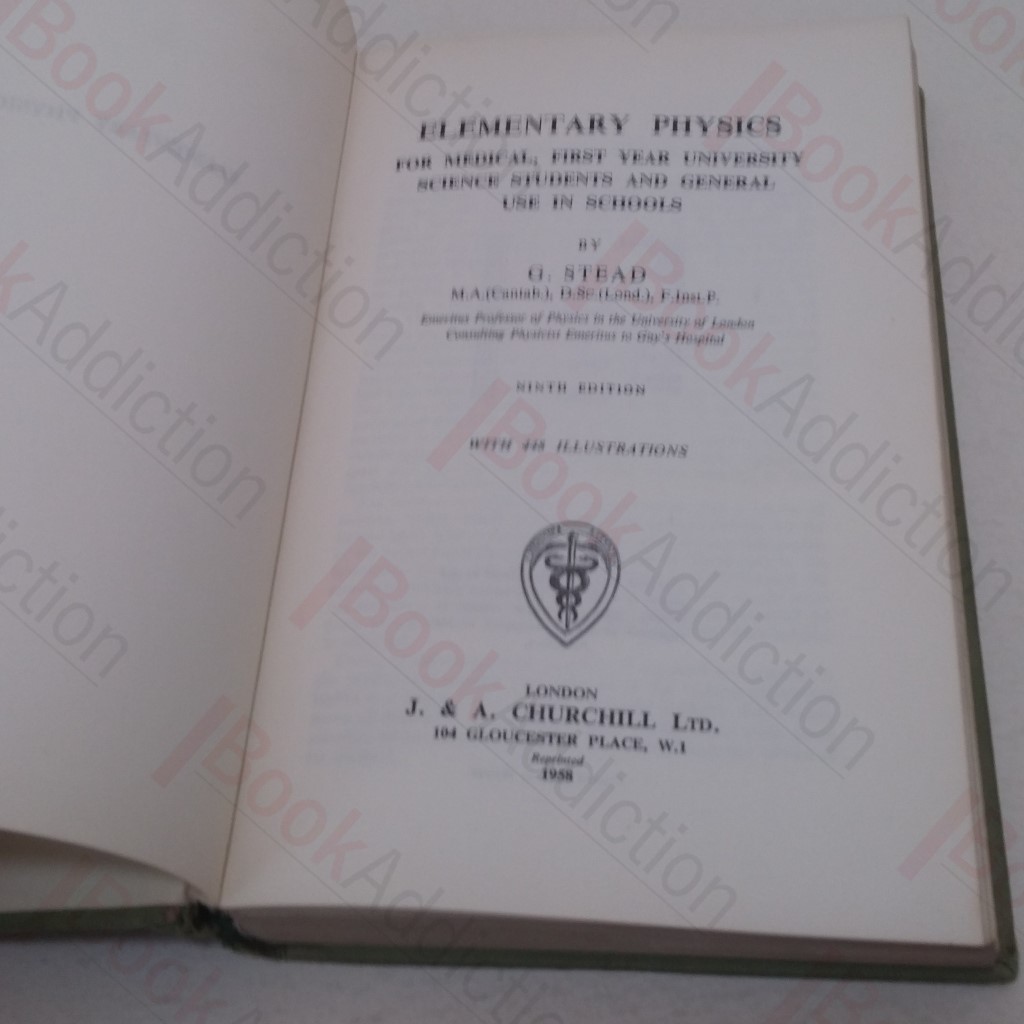 ELEMENTARY PHYSICS
FOR MEDICAL, FIRST YEAR UNIVERSITY
SCIENCE STUDENTS AND GENERAL
USE IN SCHOOLS
BY
G. STEAD
M.A.(Cantab.), D.Sc.(Lond.), F.Inst.P.
Emeritus Professor of Physics in the University of London
Consulting Physicist Emeritus to Guy's Hospital
NINTH EDITION
WITH 448 ILLUSTRATIONS
LONDON
J. & A. CHURCHILL LTD.
104 GLOUCESTER PLACE, W.1
Reprinted
1958
BookAddiction